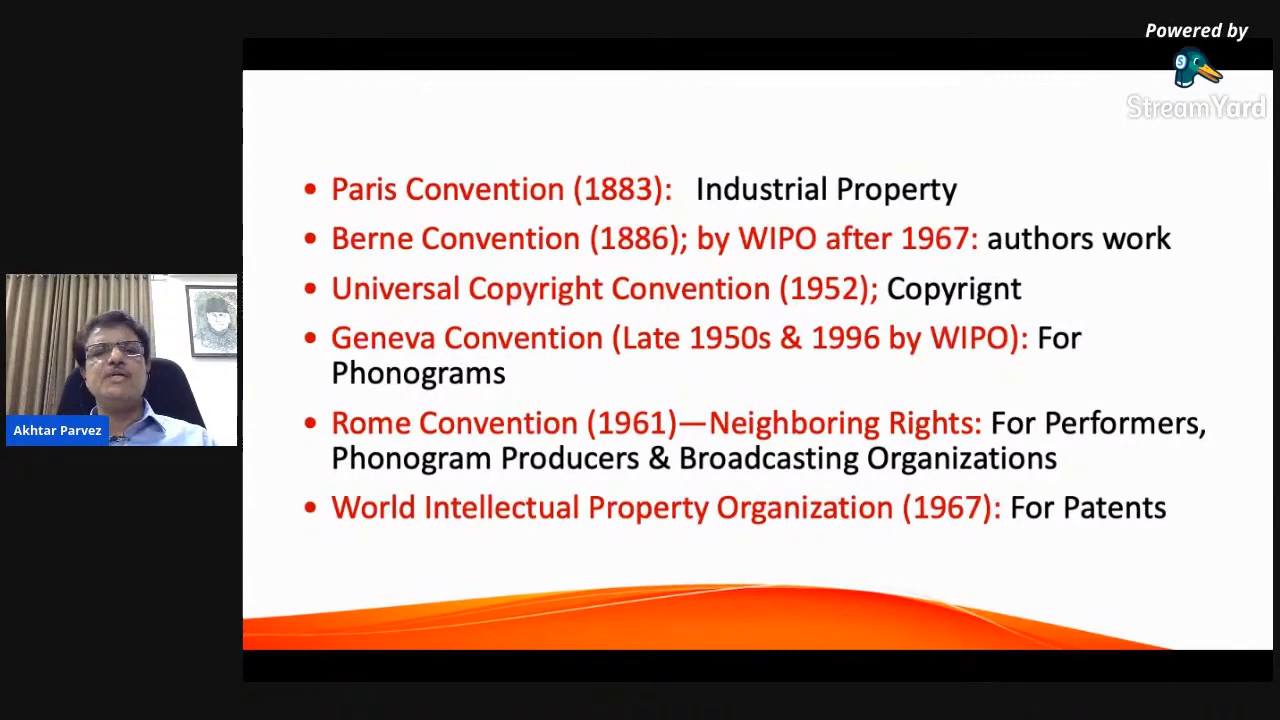 Powered by
StreamYard
• Paris Convention (1883): Industrial Property
• Berne Convention (1886); by WIPO after 1967: authors work
• Universal Copyright Convention (1952); Copyrignt
• Geneva Convention (Late 1950s & 1996 by WIPO): For
Phonograms
• Rome Convention (1961)—Neighboring Rights: For Performers,
Phonogram Producers & Broadcasting Organizations
• World Intellectual Property Organization (1967): For Patents
Akhtar Parvez